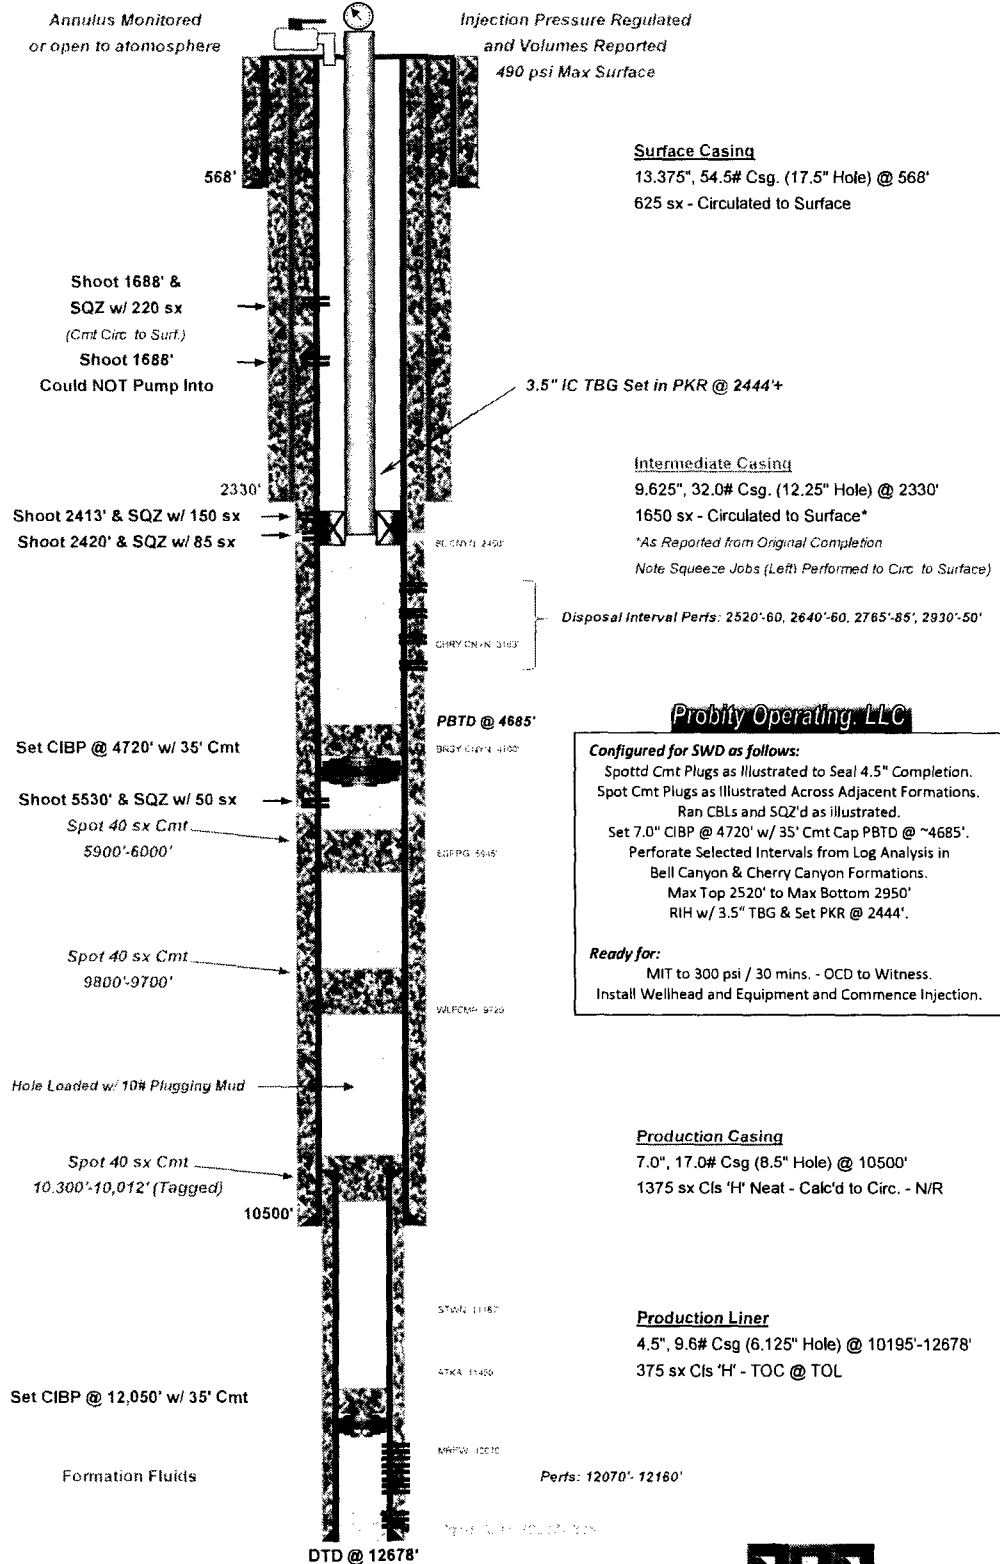 Annulus Monitored
or open to atomosphere
Injection Pressure Regulated
and Volumes Reported
490 psi Max Surface
568'
Surface Casing
13.375", 54.5# Csg. (17.5" Hole) @ 568'
625 sx - Circulated to Surface
Shoot 1688' &
SQZ w/ 220 sx
(Cmt Circ to Surf.)
Shoot 1688'
Could NOT Pump Into
3.5" IC TBG Set in PKR @ 2444'+
2330'
Intermediate Casing
9.625", 32.0# Csg. (12.25" Hole) @ 2330'
1650 sx - Circulated to Surface*
*As Reported from Original Completion
Note Squeeze Jobs (Left) Performed to Circ to Surface)
Shoot 2413' & SQZ w/ 150 sx
Shoot 2420' & SQZ w/ 85 sx
Disposal Interval Perfs: 2520'-60, 2640'-60, 2765'-85', 2930'-50'
Probity Operating, LLC
PBTD @ 4685'
Set CIBP @ 4720' w/ 35' Cmt
Shoot 5530' & SQZ w/ 50 sx
Spot 40 sx Cmt
5900'-6000'
Configured for SWD as follows:
Spottd Cmt Plugs as Illustrated to Seal 4.5" Completion.
Spot Cmt Plugs as Illustrated Across Adjacent Formations.
Ran CBLs and SQZ'd as illustrated.
Set 7.0" CIBP @ 4720' w/ 35' Cmt Cap PBTD @ ~4685'.
Perforate Selected Intervals from Log Analysis in
Bell Canyon & Cherry Canyon Formations.
Max Top 2520' to Max Bottom 2950'
RIH w/ 3.5" TBG & Set PKR @ 2444'.
Ready for:
MIT to 300 psi / 30 mins. - OCD to Witness.
Install Wellhead and Equipment and Commence Injection.
Spot 40 sx Cmt
9800'-9700'
WLFCMP 9720
Hole Loaded w/ 10# Plugging Mud
Spot 40 sx Cmt
10.300'-10,012' (Tagged)
10500'
Production Casing
7.0", 17.0# Csg (8.5" Hole) @ 10500'
1375 sx Cls 'H' Neat - Calc'd to Circ. - N/R
STWN 11187'
ATKA 11450
Production Liner
4.5", 9.6# Csg (6.125" Hole) @ 10195'-12678'
375 sx Cls 'H' - TOC @ TOL
Set CIBP @ 12,050' w/ 35' Cmt
MRRW 12070
Formation Fluids
Perfs: 12070'- 12160'
DTD @ 12678'